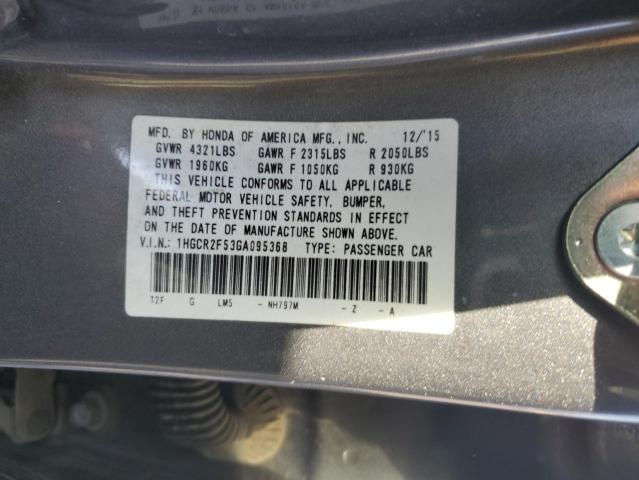 MFD. BY HONDA OF AMERICA MFG., INC. 12/'15
GVWR 4321LBS GAWR F 2315LBS R 2050LBS
GVWR 1960KG GAWR F 1050KG R 930KG
THIS VEHICLE CONFORMS TO ALL APPLICABLE
FEDERAL MOTOR VEHICLE SAFETY, BUMPER,
AND THEFT PREVENTION STANDARDS IN EFFECT
ON THE DATE OF MANUFACTURE SHOWN ABOVE.
V.I.N.: 1HGCR2F53GA095368 TYPE: PASSENGER CAR
T2F G LM5 - NH797M - Z - A